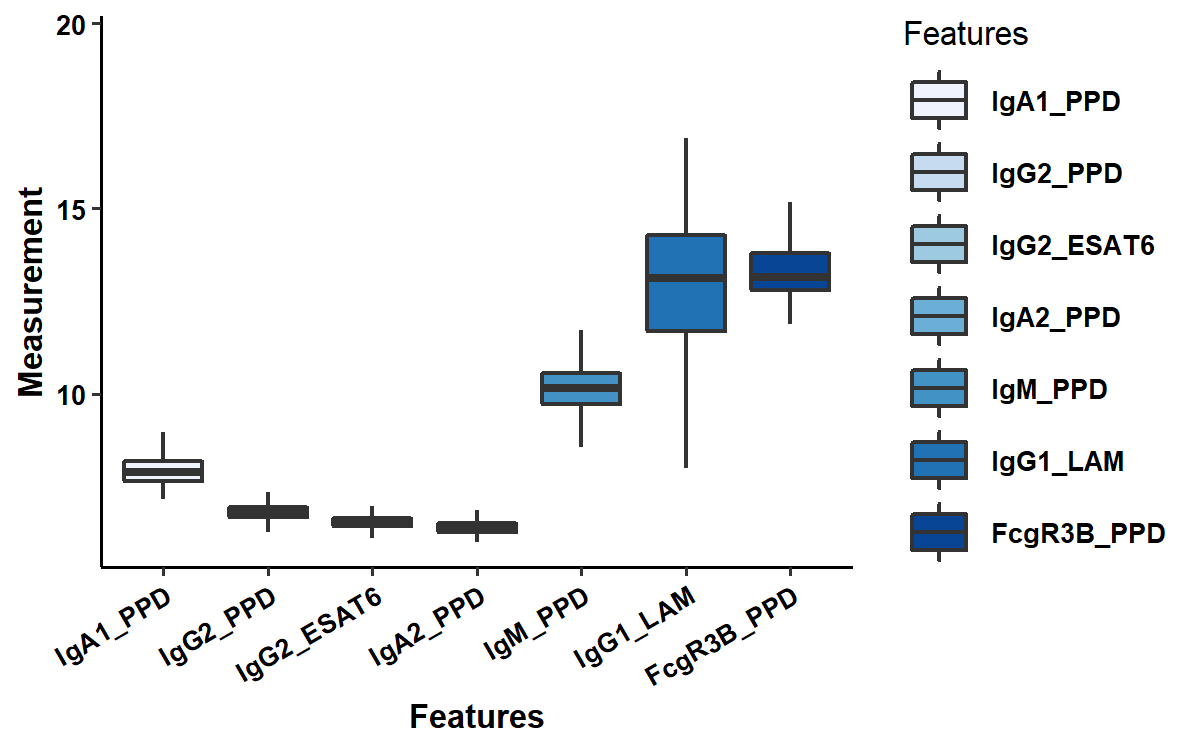 20
15
10
Measurement
IgA1_PPD
IgG2_PPD
IgG2_ESAT6
IgA2_PPD
IgM_PPD
IgG1_LAM
FcgR3B_PPD
Features
Features
IgA1_PPD
IgG2_PPD
IgG2_ESAT6
IgA2_PPD
IgM_PPD
IgG1_LAM
FcgR3B_PPD